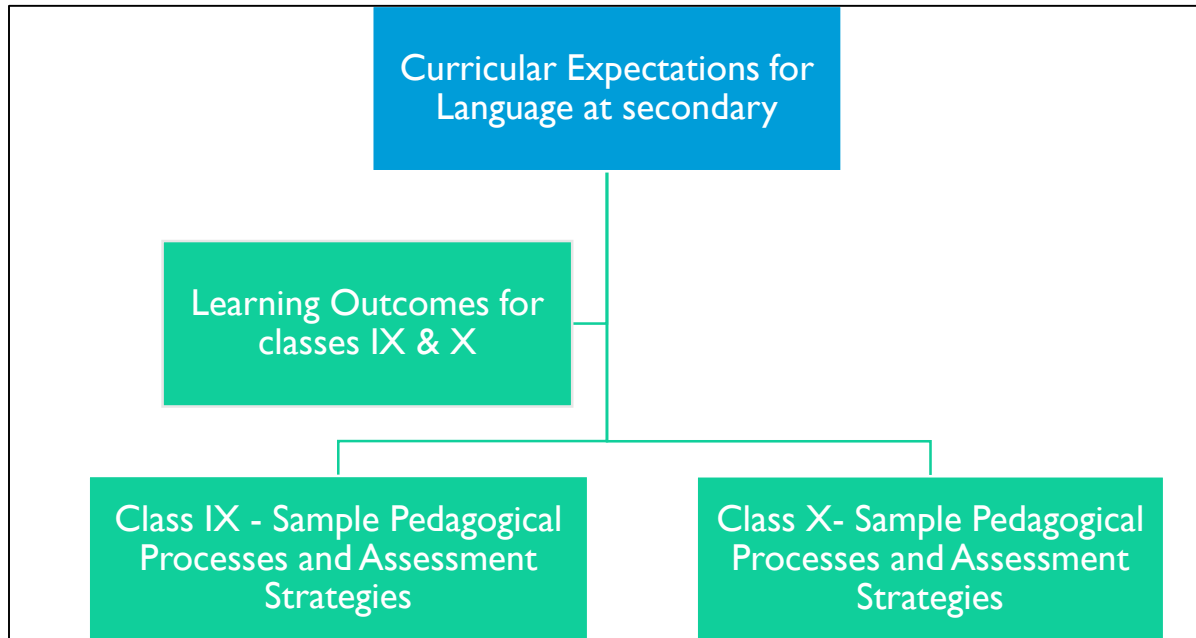 Curricular Expectations for
Language at secondary
Learning Outcomes for
classes IX & X
Class IX - Sample Pedagogical
Processes and Assessment
Strategies
Class X- Sample Pedagogical
Processes and Assessment
Strategies